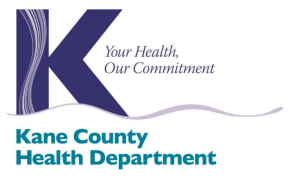 K
Your Health,
Our Commitment
Kane County
Health Department